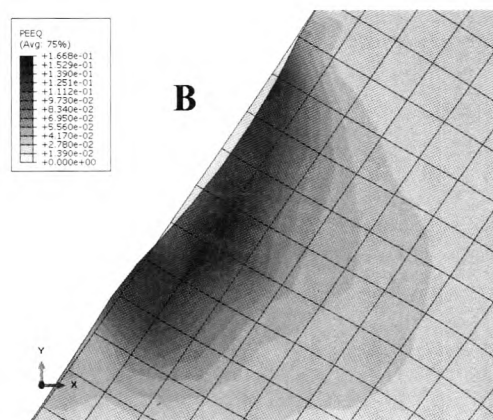 PEEQ
(Avg: 75%)
+1.668e-01
+1.529e-01
+1.390e-01
+1.251e-01
+1.112e-01
+9.730e-02
+8.340e-02
+6.950e-02
+5.560e-02
+4.170e-02
+2.780e-02
+1.390e-02
+0.000e+00
B
Y
X